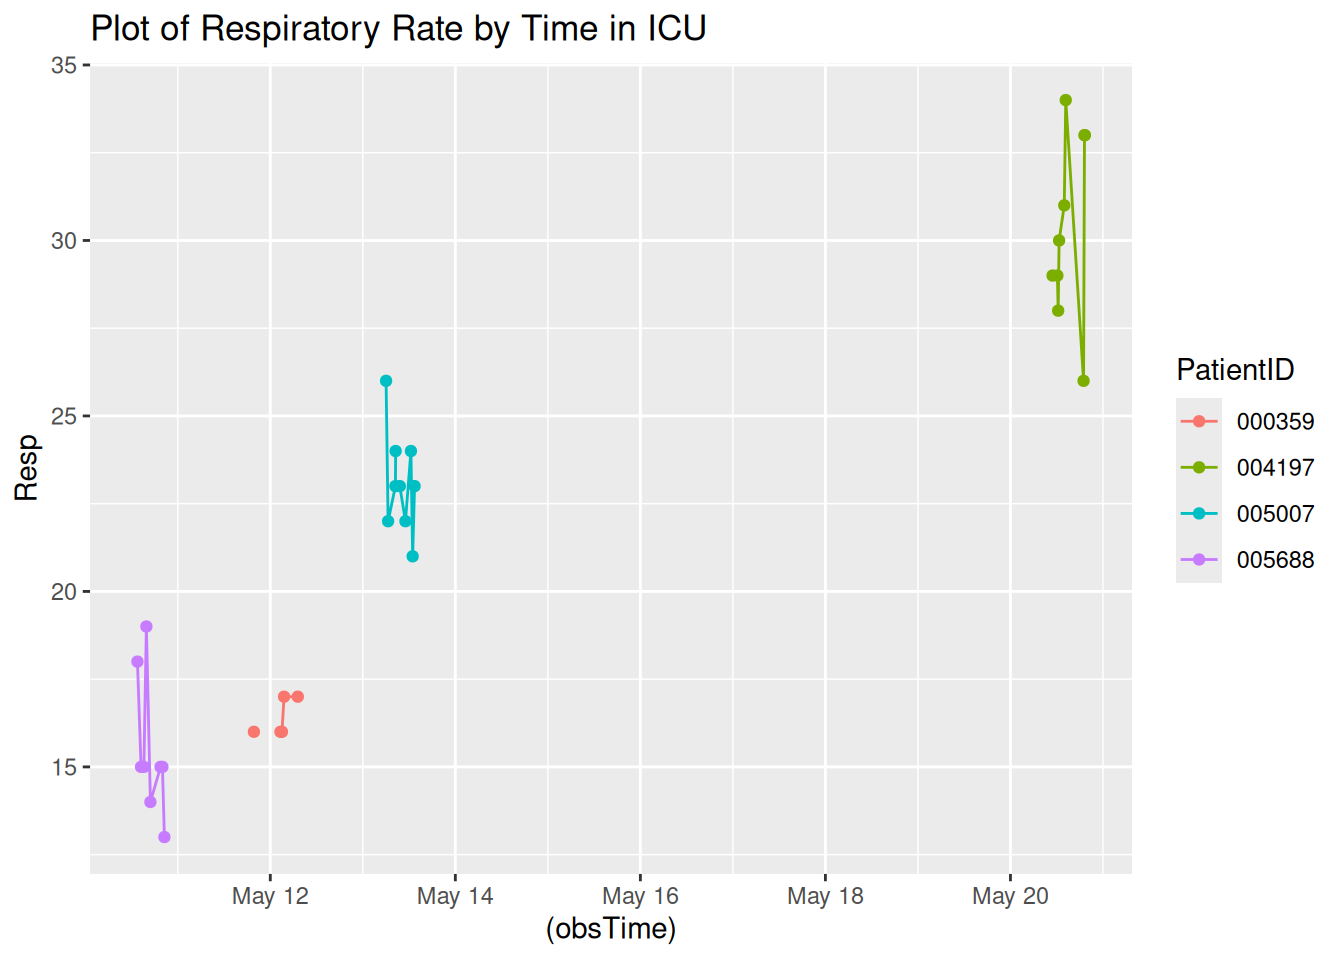 Plot of Respiratory Rate by Time in ICU
35
30
25
20
15
Resp
May 12
May 14
May 16
May 18
May 20
(obsTime)
PatientID
000359
004197
005007
005688